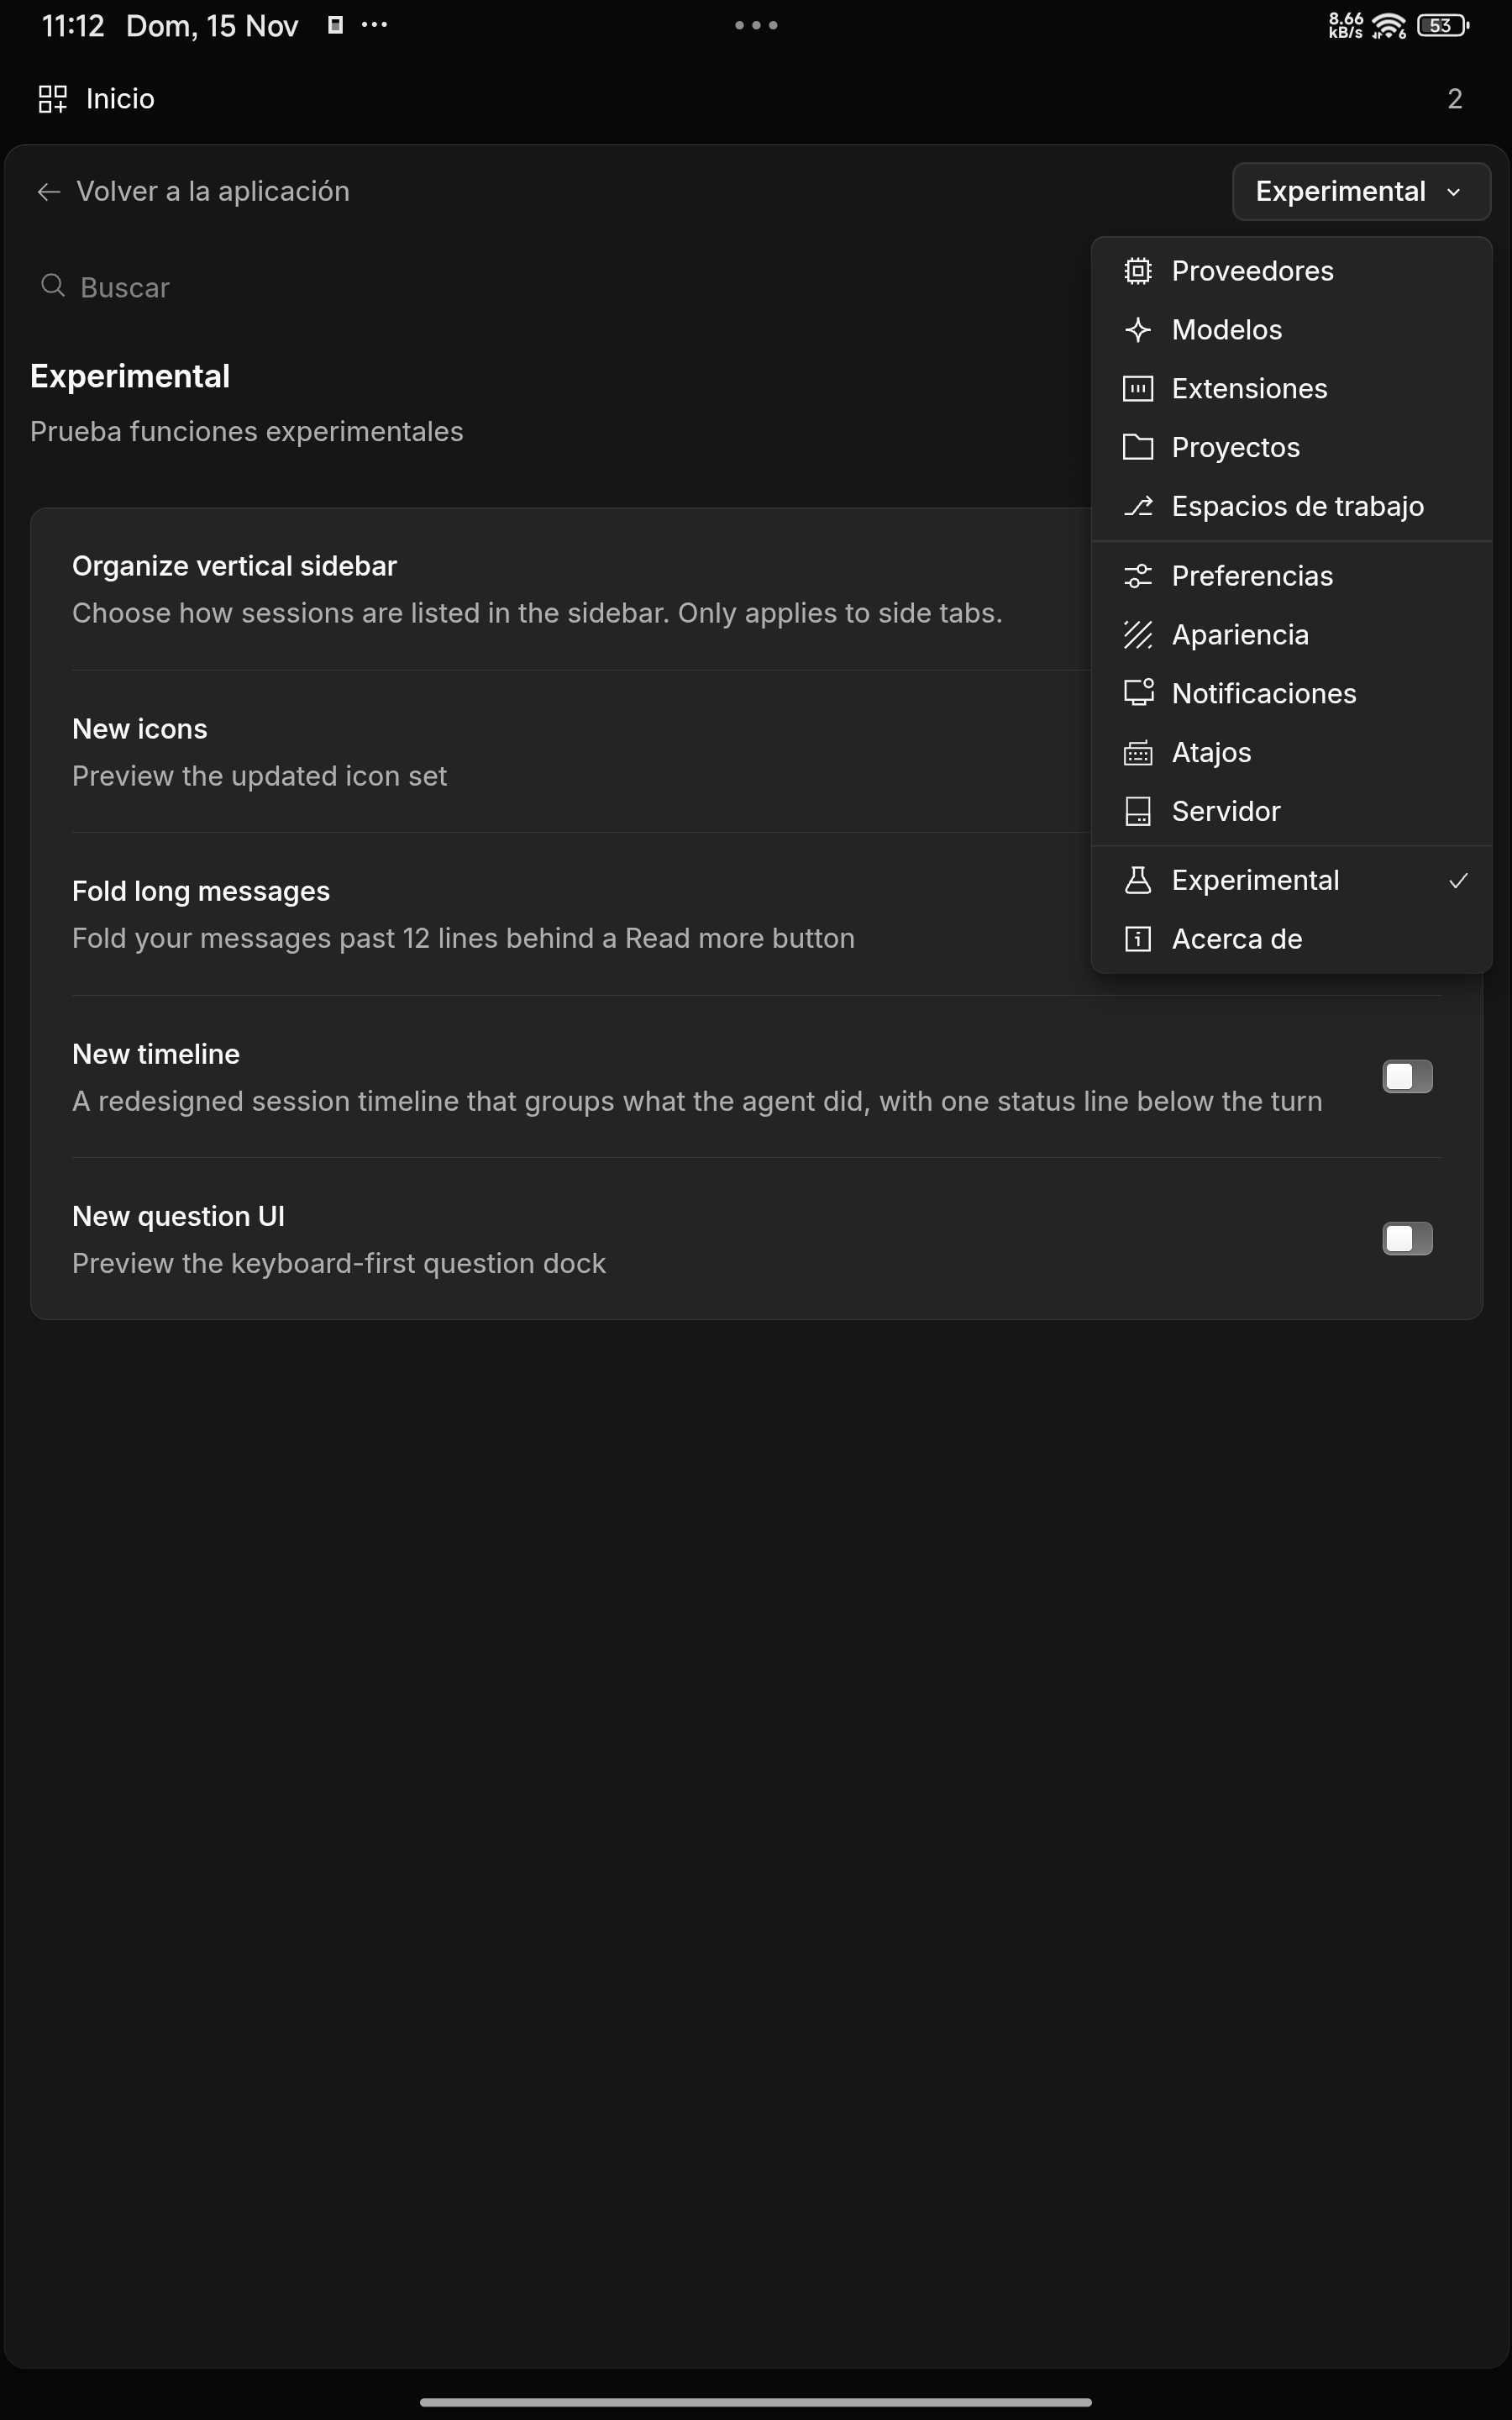 11:12 Dom, 15 Nov
8.66 kB/s 6 53
Inicio
2
Volver a la aplicación
Experimental
Buscar
Experimental
Prueba funciones experimentales
Organize vertical sidebar
Choose how sessions are listed in the sidebar. Only applies to side tabs.
New icons
Preview the updated icon set
Fold long messages
Fold your messages past 12 lines behind a Read more button
New timeline
A redesigned session timeline that groups what the agent did, with one status line below the turn
New question UI
Preview the keyboard-first question dock
Proveedores
Modelos
Extensiones
Proyectos
Espacios de trabajo
Preferencias
Apariencia
Notificaciones
Atajos
Servidor
Experimental
Acerca de